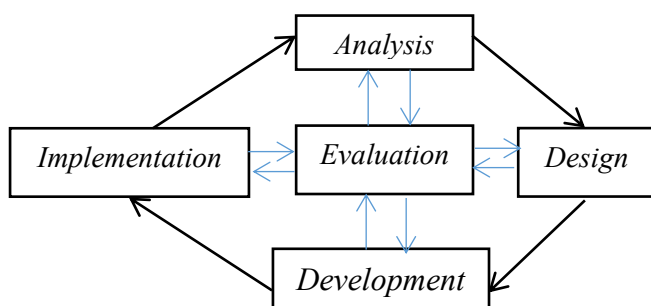 Analysis
Implementation
Evaluation
Design
Development